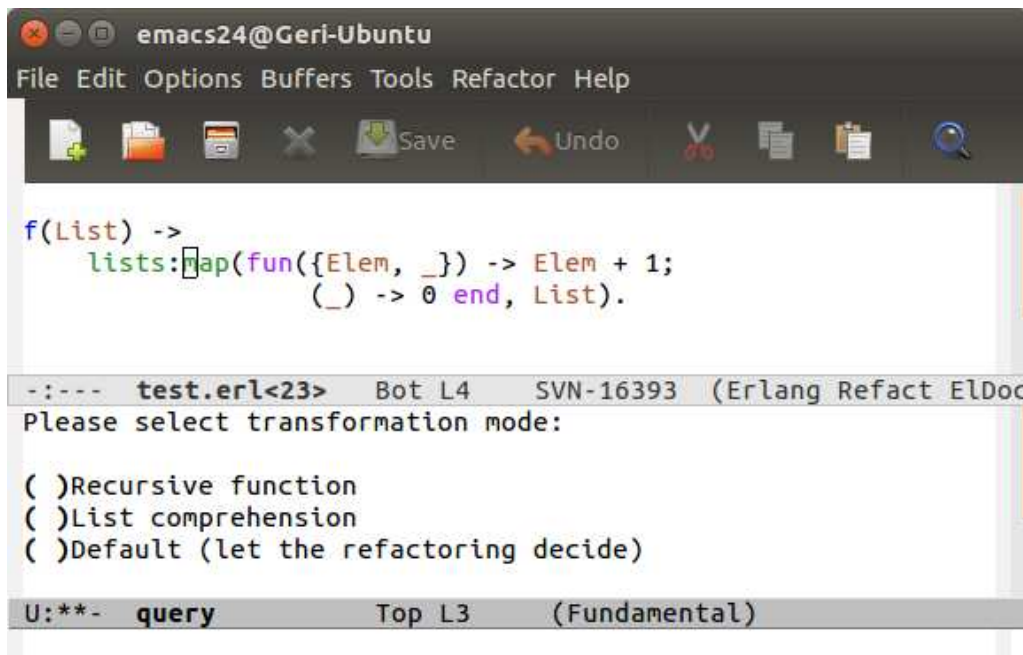 emacs24@Geri-Ubuntu
File Edit Options Buffers Tools Refactor Help
Save Undo
f(List) ->
    lists:map(fun({Elem, _}) -> Elem + 1;
                  (_) -> 0 end, List).
-:---  test.erl<23>   Bot L4    SVN-16393  (Erlang Refact ElDoc
Please select transformation mode:
( )Recursive function
( )List comprehension
( )Default (let the refactoring decide)
U:**-  query          Top L3     (Fundamental)